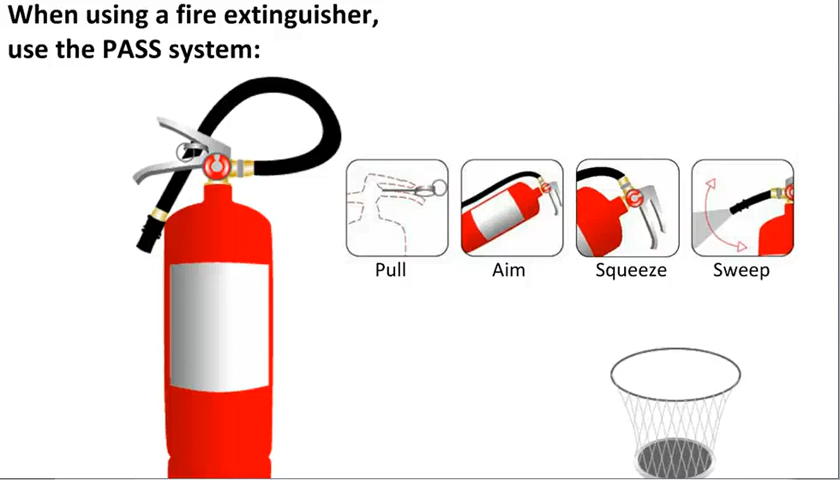 When using a fire extinguisher,
use the PASS system:
Pull
Aim
Squeeze
Sweep